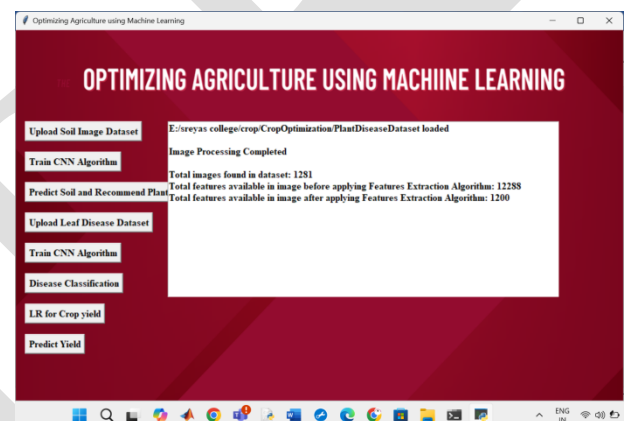 Optimizing Agriculture using Machine Learning
OPTIMIZING AGRICULTURE USING MACHIINE LEARNING
Upload Soil Image Dataset
Train CNN Algorithm
Predict Soil and Recommend Plant
Upload Leaf Disease Dataset
Train CNN Algorithm
Disease Classification
LR for Crop yield
Predict Yield
E:/sreyas college/crop/CropOptimization/PlantDiseaseDataset loaded
Image Processing Completed
Total images found in dataset: 1281
Total features available in image before applying Features Extraction Algorithm: 12288
Total features available in image after applying Features Extraction Algorithm: 1200
ENG
IN